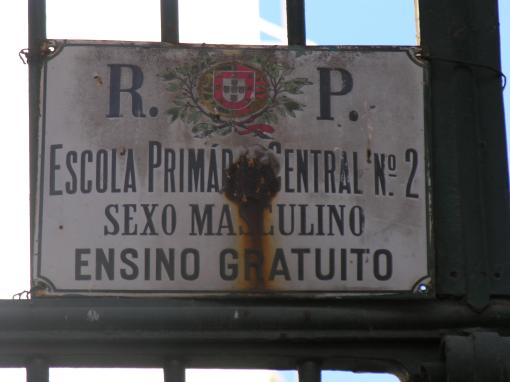 R. P.
ESCOLA PRIMÁRIA CENTRAL Nº 2
SEXO MASCULINO
ENSINO GRATUITO